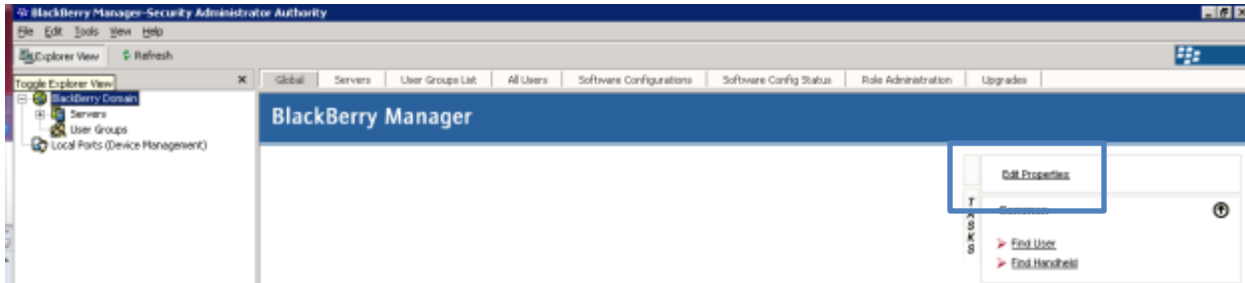 BlackBerry Manager-Security Administrator Authority
File Edit Tools View Help
Explorer View Refresh
Toggle Explorer View
Global Servers User Groups List All Users Software Configurations Software Config Status Role Administration Upgrades
BlackBerry Domain
Servers
User Groups
Local Ports (Device Management)
BlackBerry Manager
Edit Properties
TASKS
Common
Find User
Find Handheld